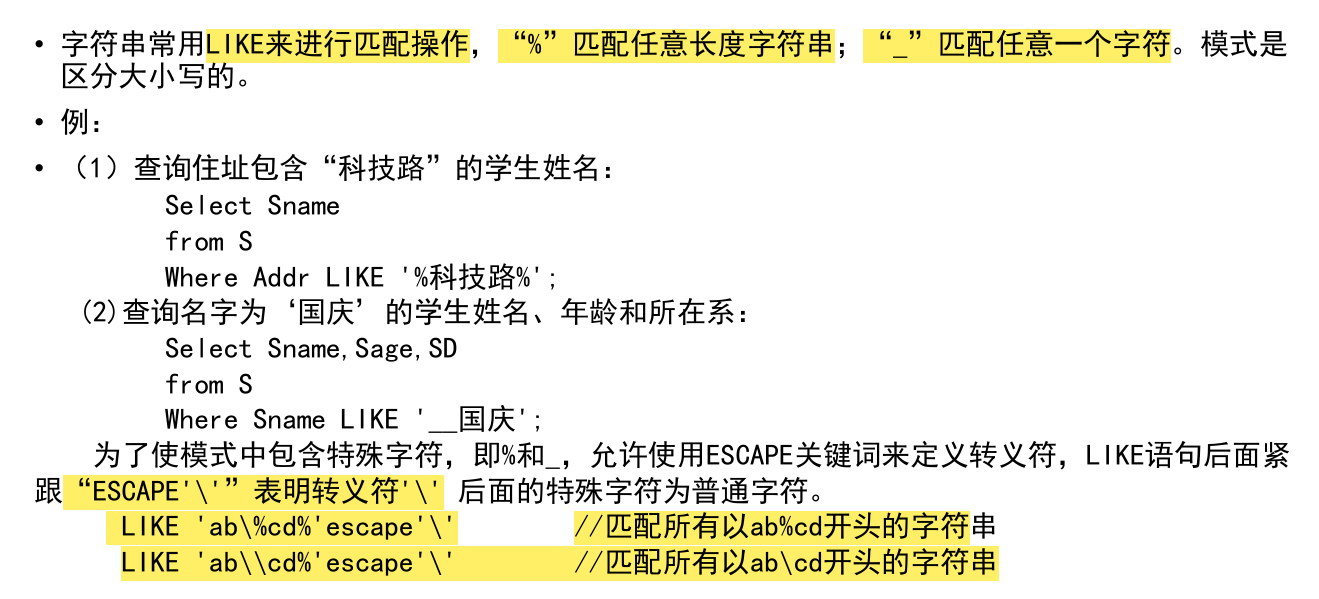 • 字符串常用LIKE来进行匹配操作，“%”匹配任意长度字符串；“_”匹配任意一个字符。模式是
区分大小写的。
• 例：
• （1）查询住址包含“科技路”的学生姓名：
Select Sname
from S
Where Addr LIKE '%科技路%';
(2)查询名字为‘国庆’的学生姓名、年龄和所在系：
Select Sname,Sage,SD
from S
Where Sname LIKE '__国庆';
为了使模式中包含特殊字符，即%和_，允许使用ESCAPE关键词来定义转义符，LIKE语句后面紧
跟“ESCAPE'\'”表明转义符'\' 后面的特殊字符为普通字符。
LIKE 'ab\%cd%'escape'\' //匹配所有以ab%cd开头的字符串
LIKE 'ab\\cd%'escape'\' //匹配所有以ab\cd开头的字符串